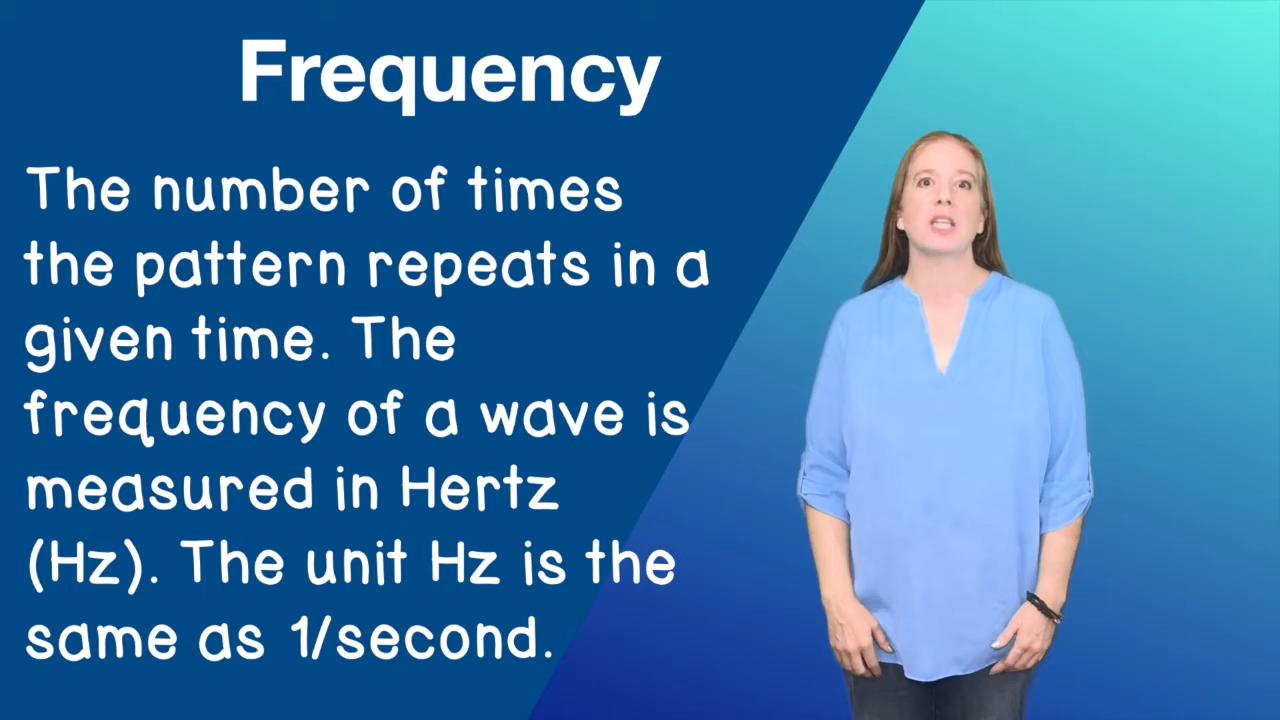 Frequency
The number of times
the pattern repeats in a
given time. The
frequency of a wave is
measured in Hertz
(Hz). The unit Hz is the
same as 1/second.